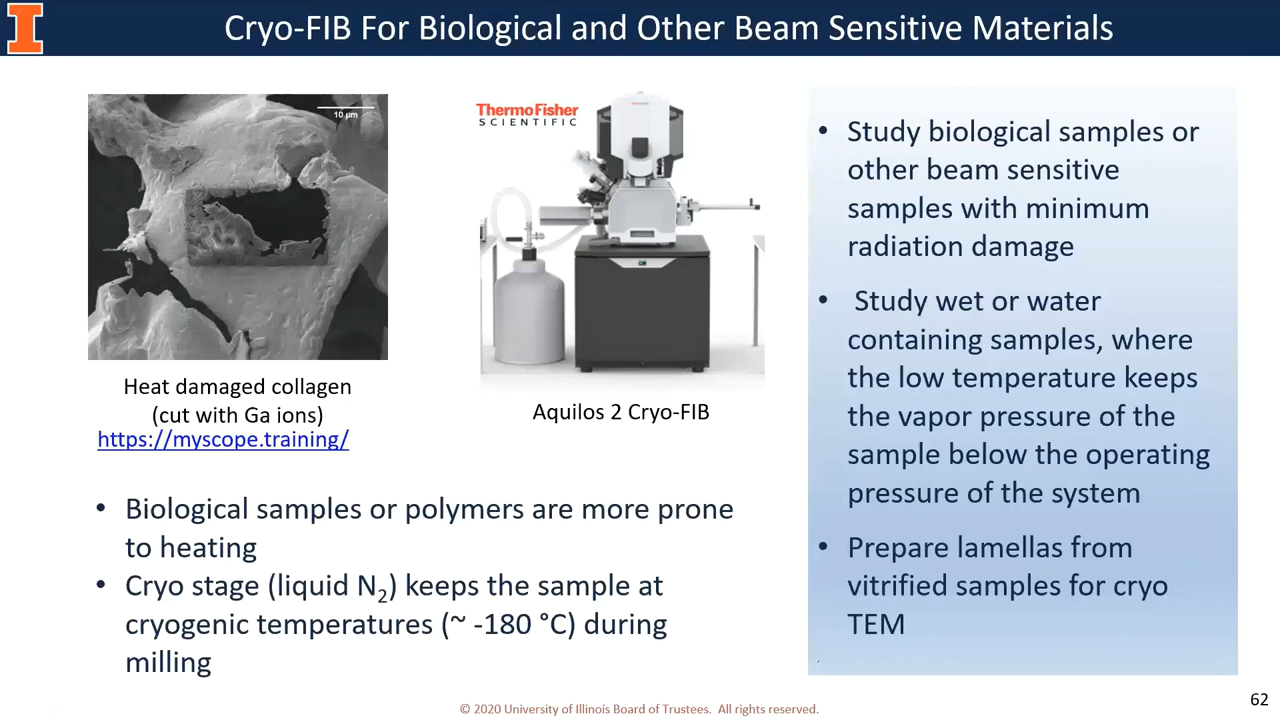 Cryo-FIB For Biological and Other Beam Sensitive Materials
10 µm
ThermoFisher
SCIENTIFIC
Heat damaged collagen
(cut with Ga ions)
https://myscope.training/
Aquilos 2 Cryo-FIB
• Biological samples or polymers are more prone
to heating
• Cryo stage (liquid N₂) keeps the sample at
cryogenic temperatures (~ -180 °C) during
milling
• Study biological samples or
other beam sensitive
samples with minimum
radiation damage
• Study wet or water
containing samples, where
the low temperature keeps
the vapor pressure of the
sample below the operating
pressure of the system
• Prepare lamellas from
vitrified samples for cryo
TEM
.
© 2020 University of Illinois Board of Trustees. All rights reserved.
62